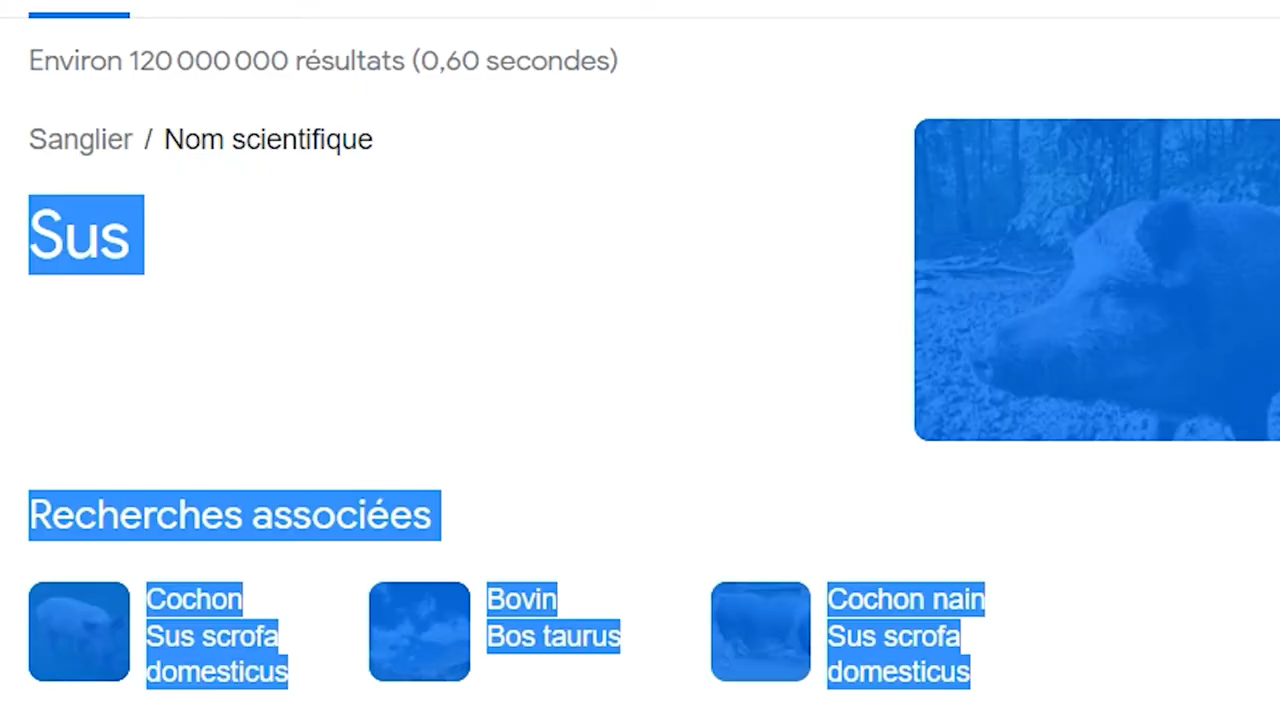 Environ 120 000 000 résultats (0,60 secondes)
Sanglier / Nom scientifique
Sus
Recherches associées
Cochon
Sus scrofa
domesticus
Bovin
Bos taurus
Cochon nain
Sus scrofa
domesticus